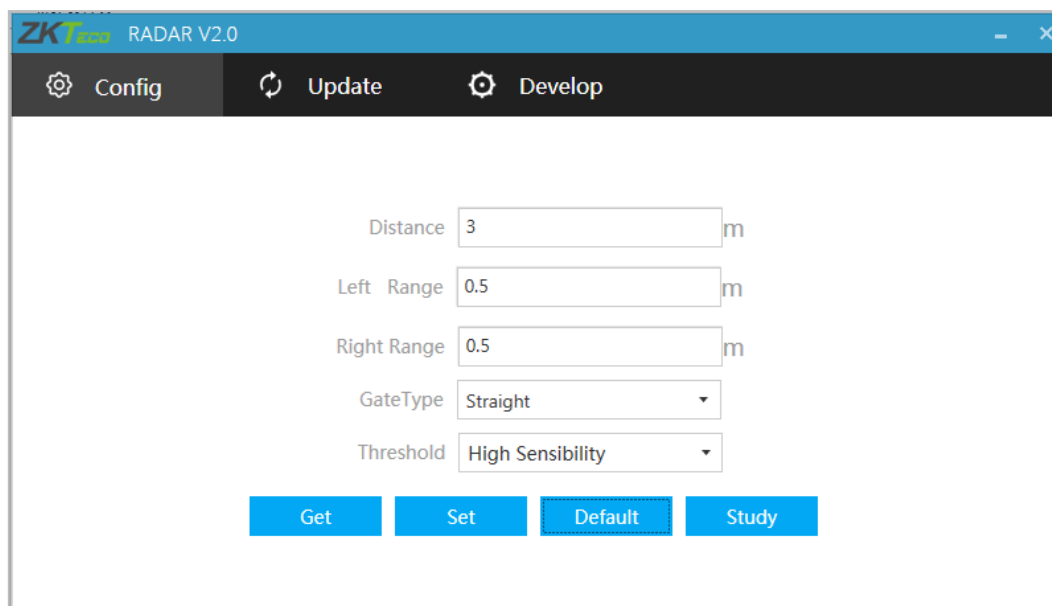 ZKTeco RADAR V2.0
Config Update Develop
Distance 3 m
Left Range 0.5 m
Right Range 0.5 m
GateType Straight
Threshold High Sensibility
Get Set Default Study